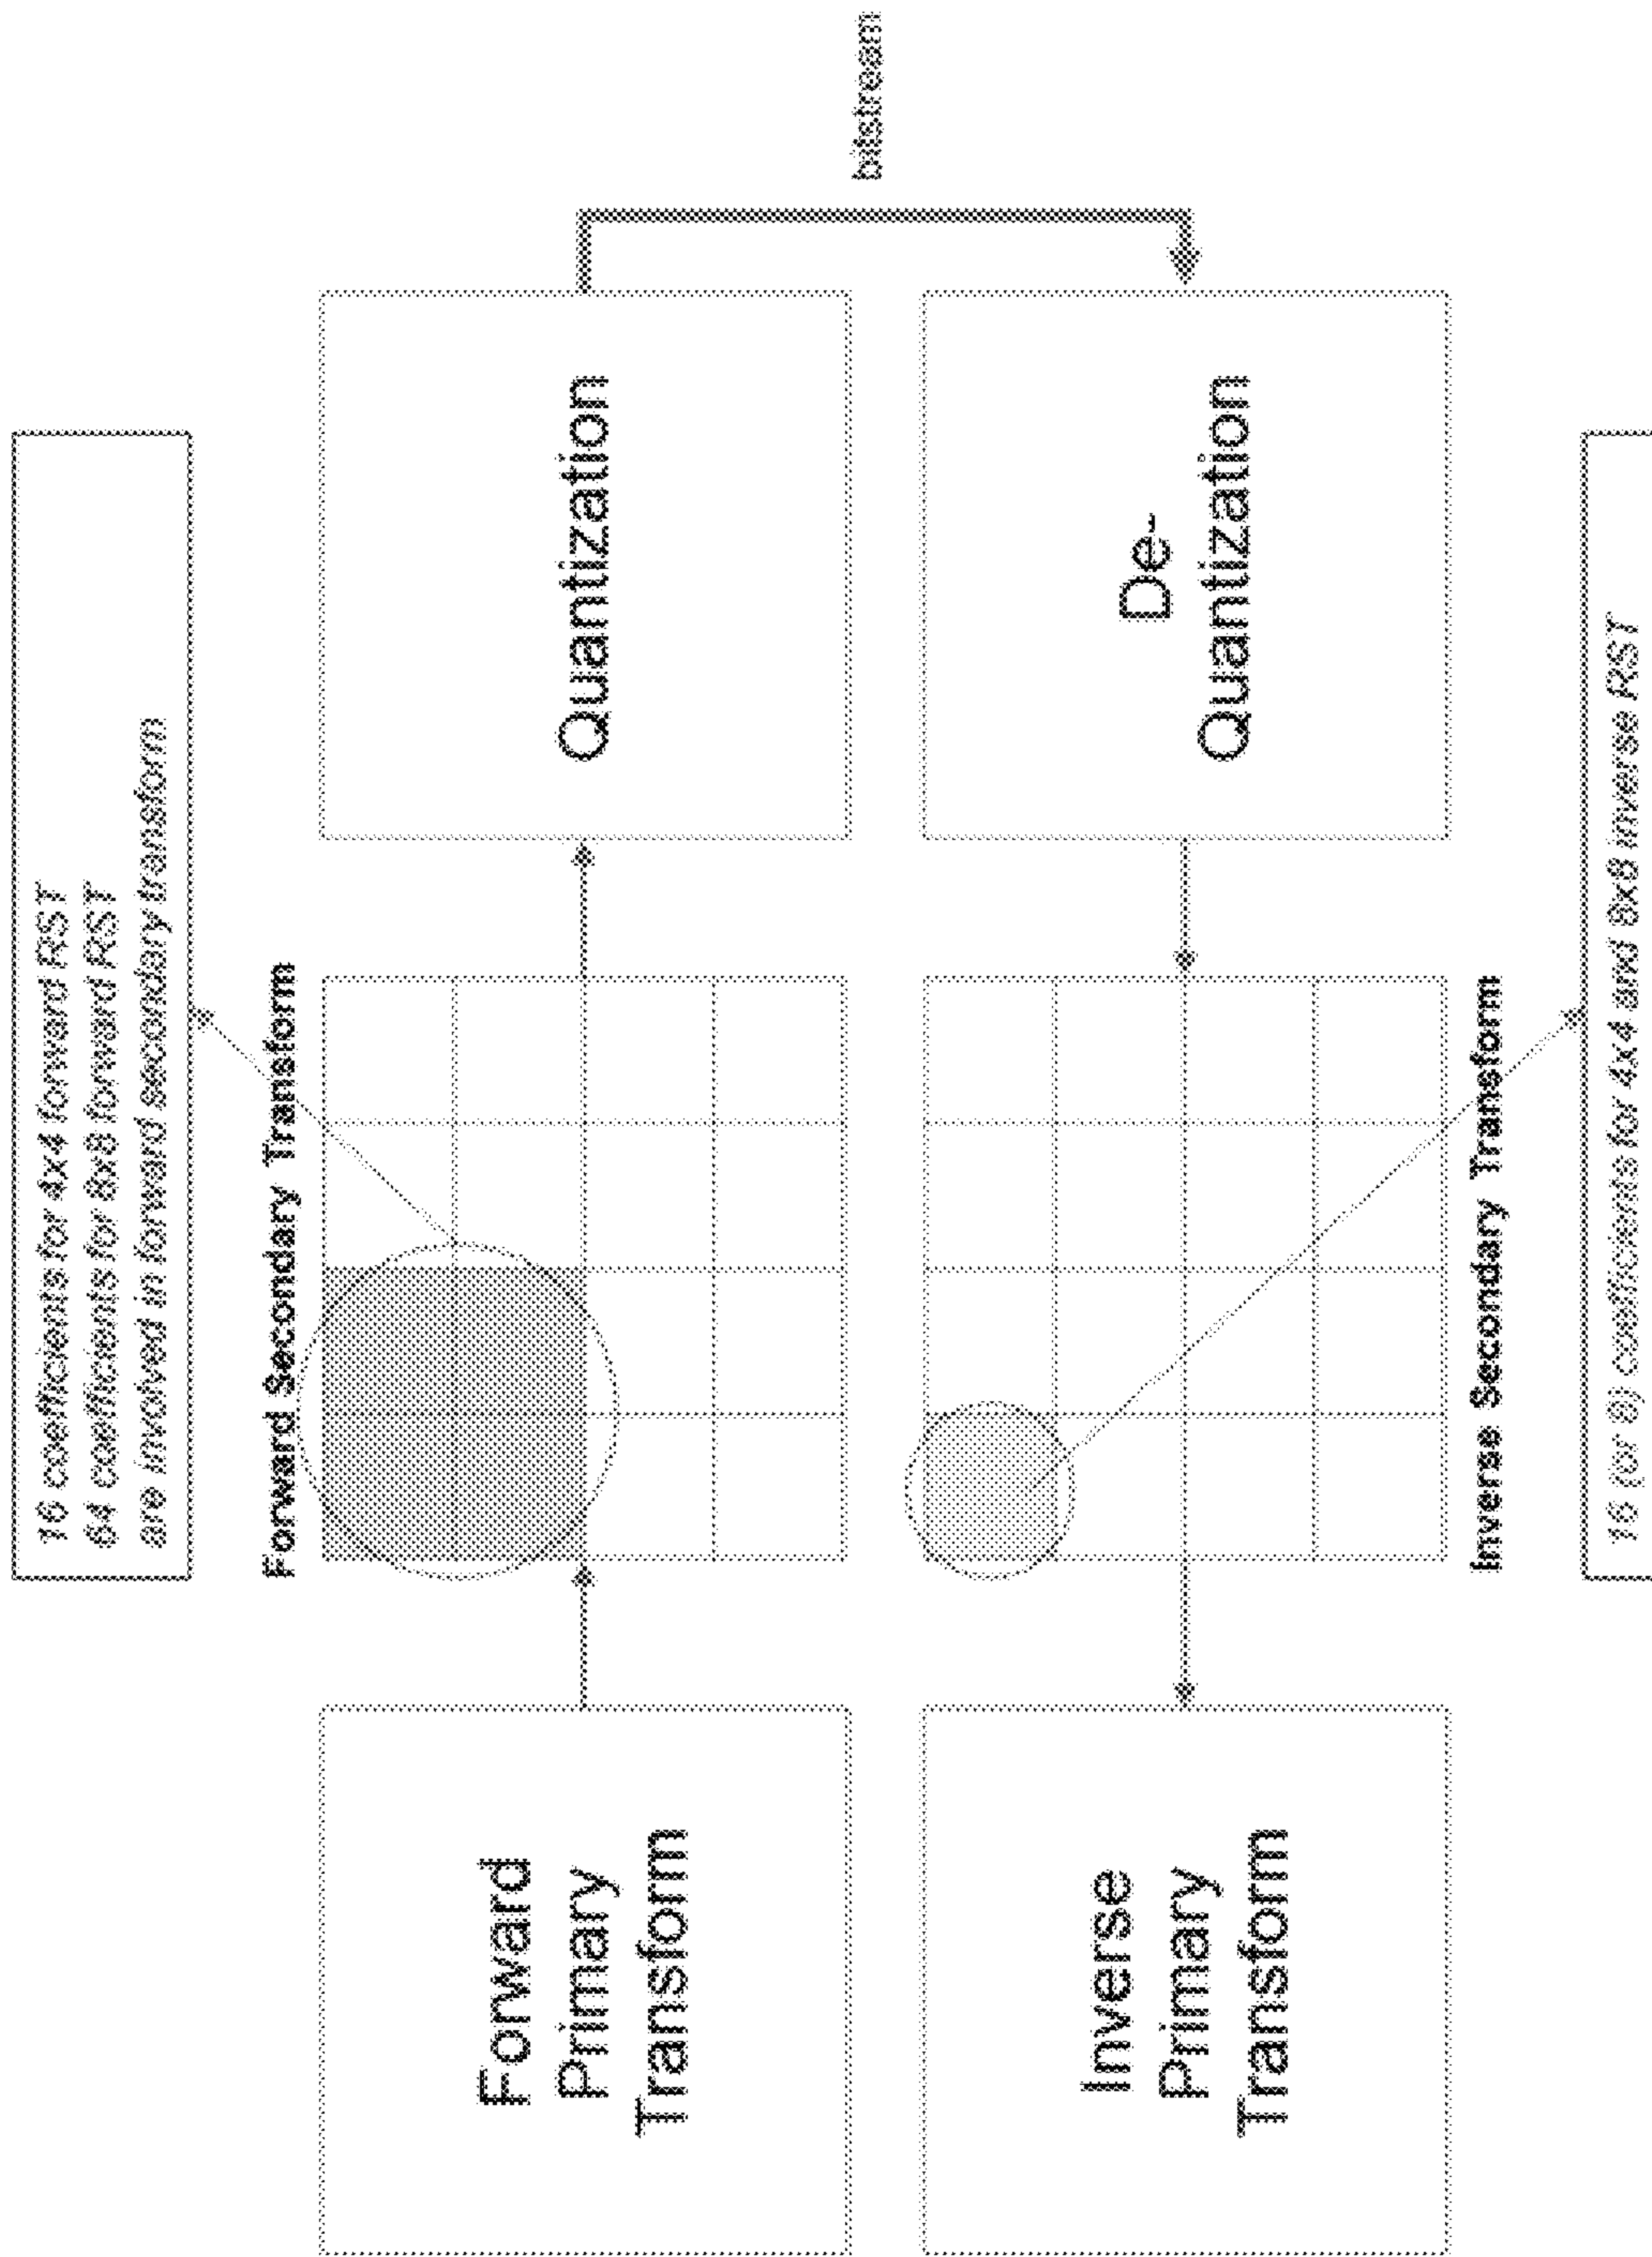 16 coefficients for 4x4 forward RST
64 coefficients for 8x8 forward RST
are involved in forward secondary transform
Forward Secondary Transform
Forward
Primary
Transform
Quantization
bitstream
Inverse
Primary
Transform
De-
Quantization
Inverse Secondary Transform
16 (or 8) coefficients for 4x4 and 8x8 inverse RST